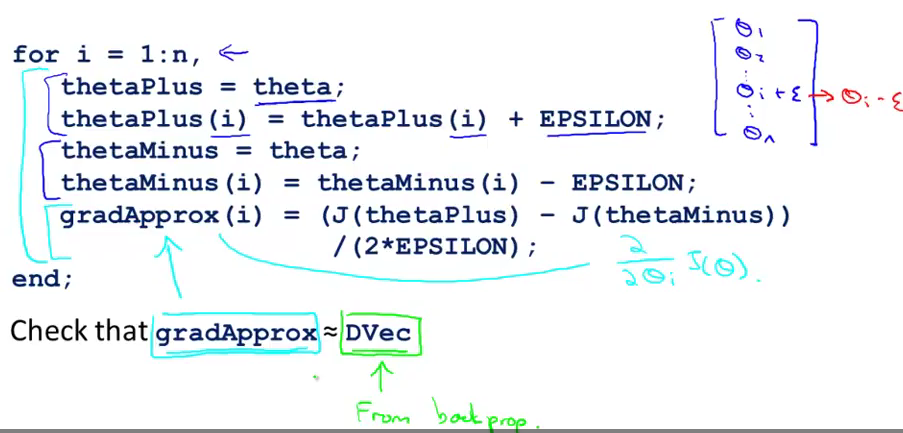 for i = 1:n, ←
thetaPlus = theta;
thetaPlus(i) = thetaPlus(i) + EPSILON;
thetaMinus = theta;
thetaMinus(i) = thetaMinus(i) - EPSILON;
gradApprox(i) = (J(thetaPlus) - J(thetaMinus))
/(2*EPSILON);
end;
θ₁
θ₂
⋮
θᵢ + ε → θᵢ - ε
⋮
θₙ
∂/∂θᵢ J(θ).
Check that gradApprox ≈ DVec
From backprop.